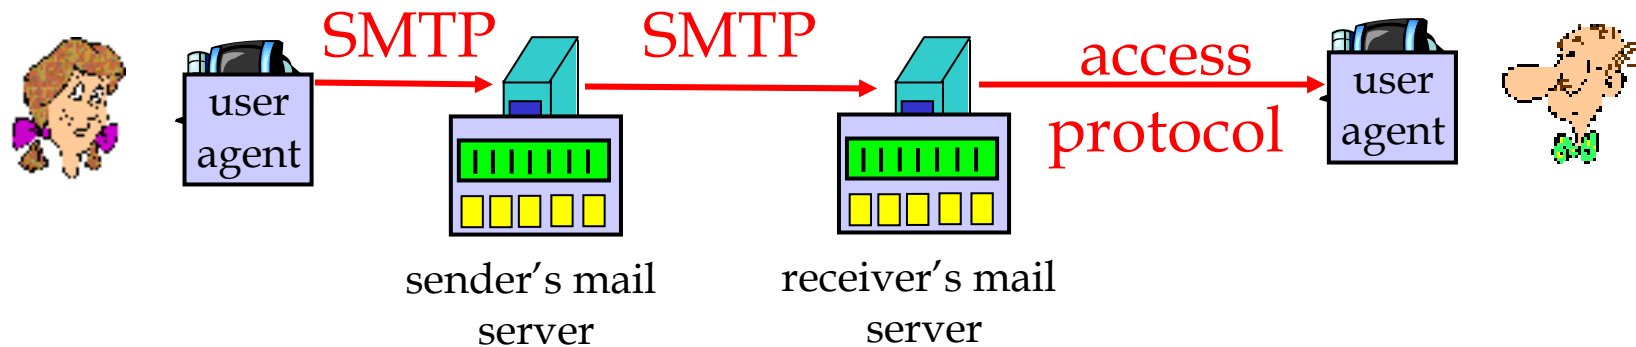 SMTP
SMTP
access
protocol
user
agent
user
agent
sender’s mail
server
receiver’s mail
server